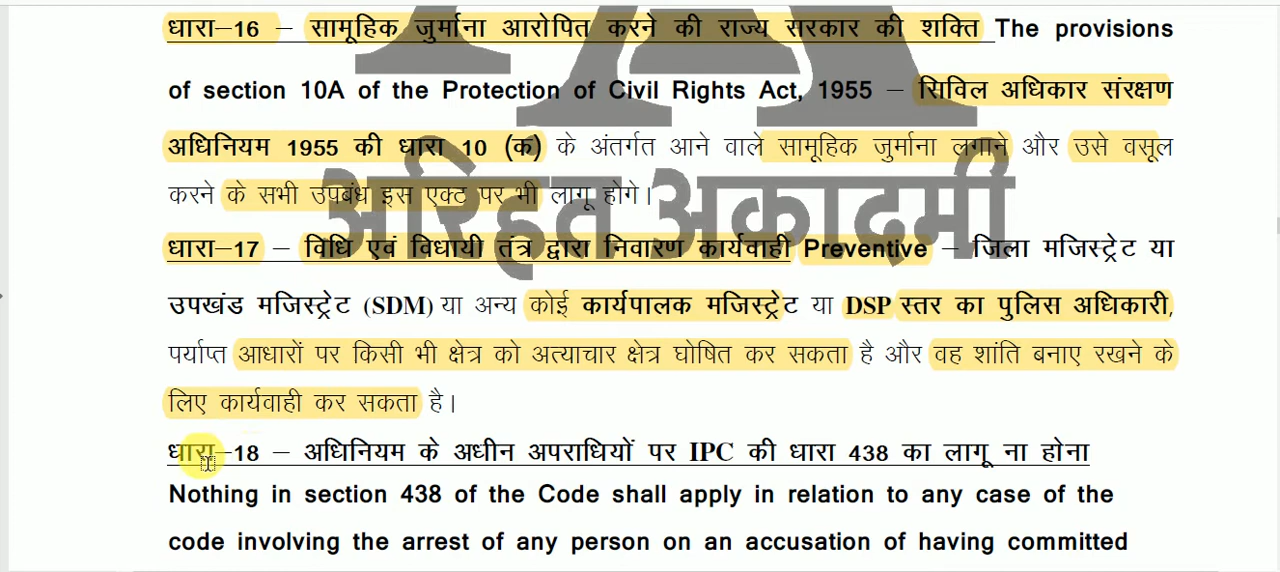 धारा–16 – सामूहिक जुर्माना आरोपित करने की राज्य सरकार की शक्ति The provisions
of section 10A of the Protection of Civil Rights Act, 1955 – सिविल अधिकार संरक्षण
अधिनियम 1955 की धारा 10 (क) के अंतर्गत आने वाले सामूहिक जुर्माना लगाने और उसे वसूल
करने के सभी उपबंध इस एक्ट पर भी लागू होगे।
धारा–17 – विधि एवं विधायी तंत्र द्वारा निवारण कार्यवाही Preventive – जिला मजिस्ट्रेट या
उपखंड मजिस्ट्रेट (SDM) या अन्य कोई कार्यपालक मजिस्ट्रेट या DSP स्तर का पुलिस अधिकारी,
पर्याप्त आधारों पर किसी भी क्षेत्र को अत्याचार क्षेत्र घोषित कर सकता है और वह शांति बनाए रखने के
लिए कार्यवाही कर सकता है।
धारा–18 – अधिनियम के अधीन अपराधियों पर IPC की धारा 438 का लागू ना होना
Nothing in section 438 of the Code shall apply in relation to any case of the
code involving the arrest of any person on an accusation of having committed
अरिहंत अकादमी